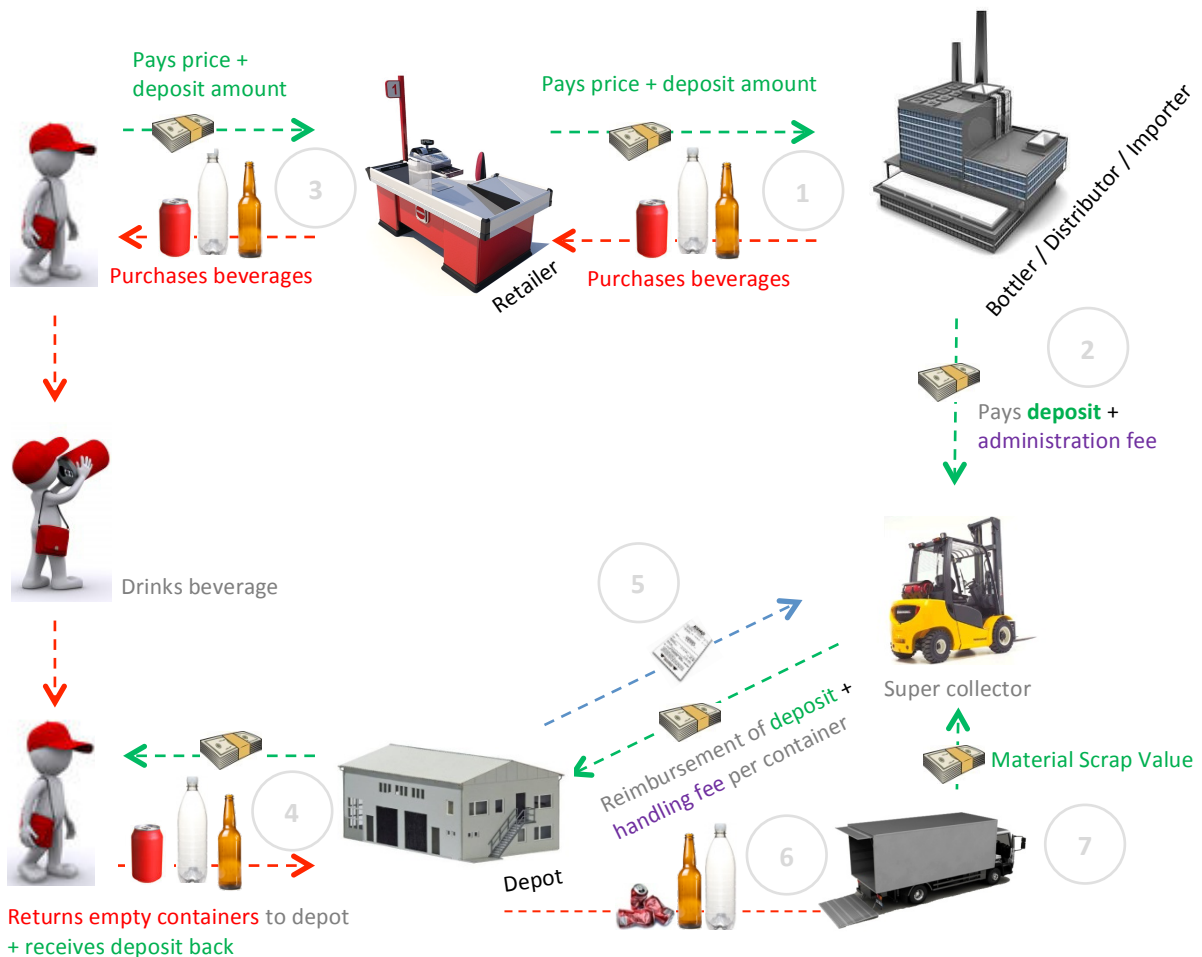 Pays price +
deposit amount
3
1
Purchases beverages
Retailer
Pays price + deposit amount
1
Purchases beverages
Bottler / Distributor / Importer
2
Pays deposit +
administration fee
Drinks beverage
5
Super collector
Reimbursement of deposit +
handling fee per container
Material Scrap Value
4
Depot
6
7
Returns empty containers to depot
+ receives deposit back